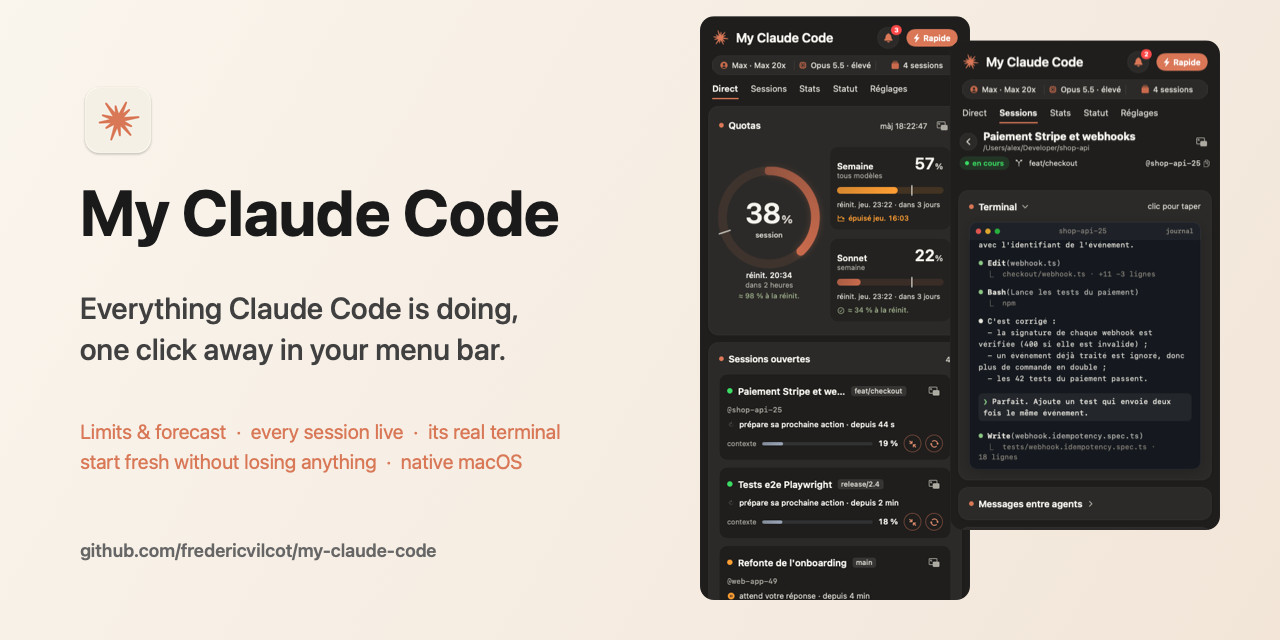 My Claude Code
Everything Claude Code is doing,
one click away in your menu bar.
Limits & forecast · every session live · its real terminal
start fresh without losing anything · native macOS
github.com/fredericvilcot/my-claude-code
My Claude Code
3
Rapide
Max · Max 20x
Opus 5.5 · élevé
4 sessions
Direct Sessions Stats Statut Réglages
Quotas
màj 18:22:47
38%
session
réinit. 20:34
dans 2 heures
≈ 98 % à la réinit.
Semaine 57%
tous modèles
réinit. jeu. 23:22 · dans 3 jours
épuisé jeu. 16:03
Sonnet 22%
semaine
réinit. jeu. 23:22 · dans 3 jours
≈ 34 % à la réinit.
Sessions ouvertes 4
Paiement Stripe et we... feat/checkout
@shop-api-25
prépare sa prochaine action · depuis 44 s
contexte 19 %
Tests e2e Playwright release/2.4
prépare sa prochaine action · depuis 2 min
contexte 18 %
Refonte de l'onboarding main
@web-app-49
attend votre réponse · depuis 4 min
My Claude Code
2
Rapide
Max · Max 20x
Opus 5.5 · élevé
4 sessions
Direct Sessions Stats Statut Réglages
Paiement Stripe et webhooks
/Users/alex/Developer/shop-api
en cours feat/checkout @shop-api-25
Terminal clic pour taper
shop-api-25 journal
avec l'identifiant de l'événement.
Edit(webhook.ts)
checkout/webhook.ts · +11 −3 lignes
Bash(Lance les tests du paiement)
npm
C'est corrigé :
– la signature de chaque webhook est
vérifiée (400 si elle est invalide) ;
– un événement déjà traité est ignoré, donc
plus de commande en double ;
– les 42 tests du paiement passent.
❯ Parfait. Ajoute un test qui envoie deux
fois le même événement.
Write(webhook.idempotency.spec.ts)
tests/webhook.idempotency.spec.ts ·
18 lignes
Messages entre agents >